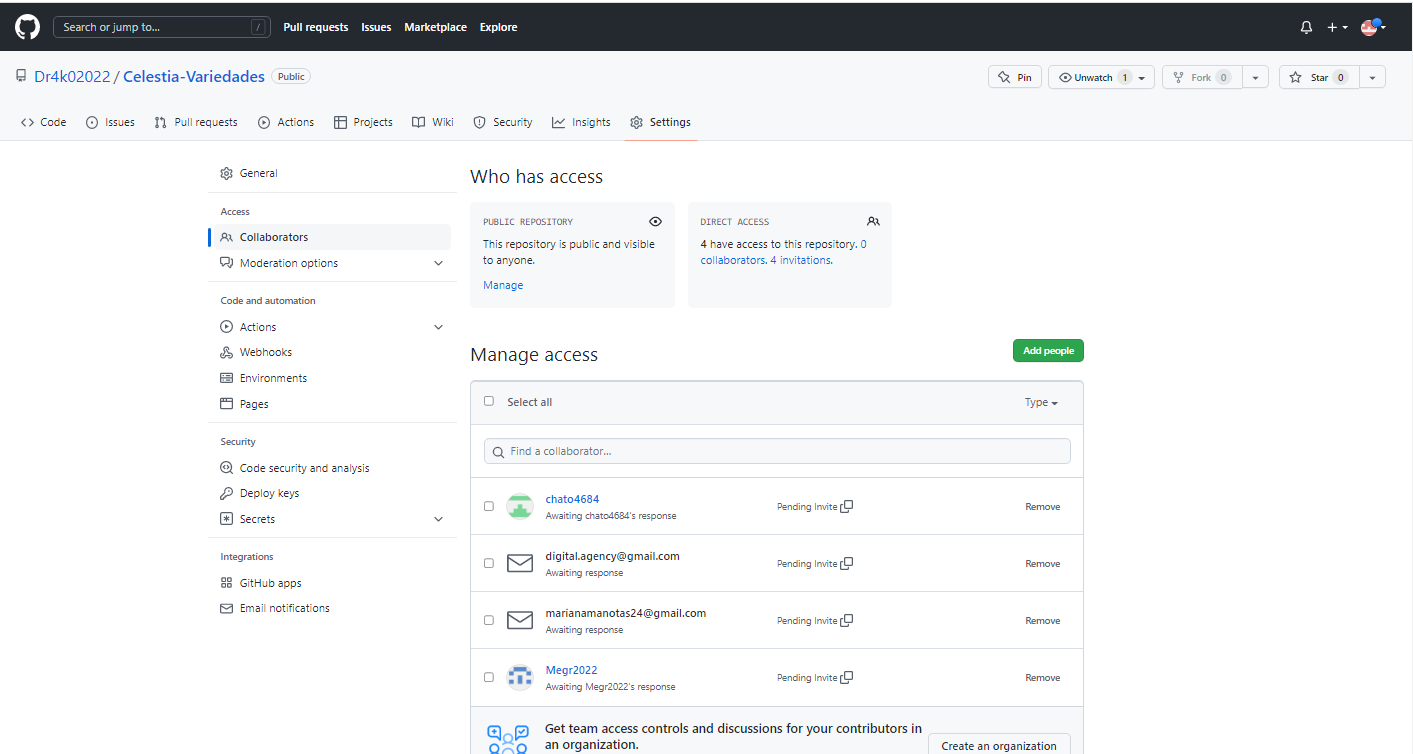 Search or jump to... /
Pull requests Issues Marketplace Explore
Dr4k02022 / Celestia-Variedades Public
Pin Unwatch 1 Fork 0 Star 0
Code Issues Pull requests Actions Projects Wiki Security Insights Settings
General
Access
Collaborators
Moderation options
Code and automation
Actions
Webhooks
Environments
Pages
Security
Code security and analysis
Deploy keys
Secrets
Integrations
GitHub apps
Email notifications
Who has access
PUBLIC REPOSITORY
This repository is public and visible
to anyone.
Manage
DIRECT ACCESS
4 have access to this repository. 0
collaborators. 4 invitations.
Manage access
Add people
Select all Type
Find a collaborator...
chato4684
Awaiting chato4684's response
Pending Invite
Remove
digital.agency@gmail.com
Awaiting response
Pending Invite
Remove
marianamanotas24@gmail.com
Awaiting response
Pending Invite
Remove
Megr2022
Awaiting Megr2022's response
Pending Invite
Remove
Get team access controls and discussions for your contributors in
an organization.
Create an organization